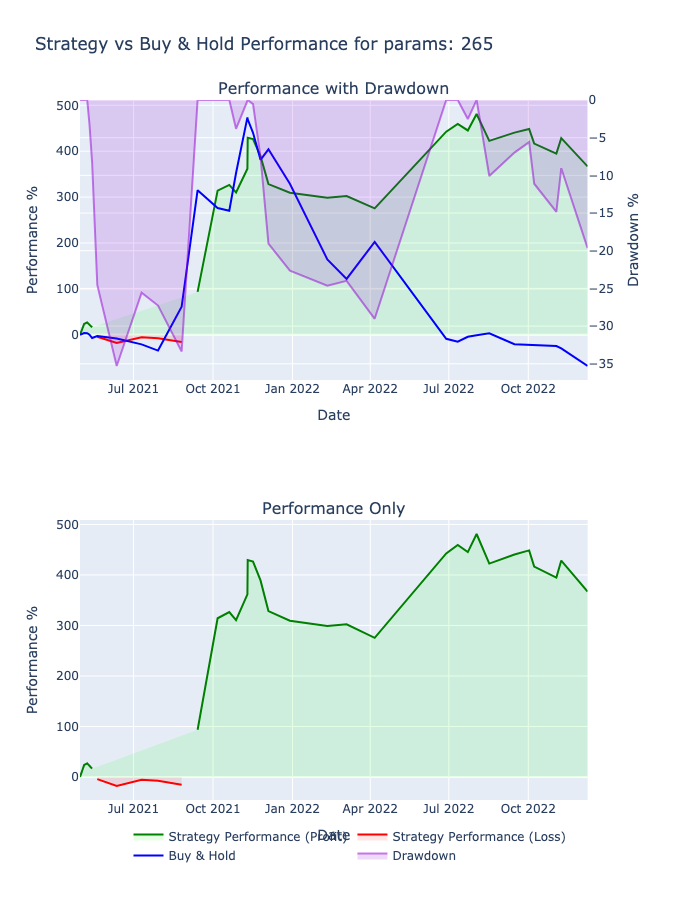 Strategy vs Buy & Hold Performance for params: 265
Performance with Drawdown
500
400
300
200
100
0
Performance %
0
−5
−10
−15
−20
−25
−30
−35
Drawdown %
Jul 2021
Oct 2021
Jan 2022
Apr 2022
Jul 2022
Oct 2022
Date
Performance Only
500
400
300
200
100
0
Performance %
Jul 2021
Oct 2021
Jan 2022
Apr 2022
Jul 2022
Oct 2022
Date
Strategy Performance (Profit)
Strategy Performance (Loss)
Buy & Hold
Drawdown